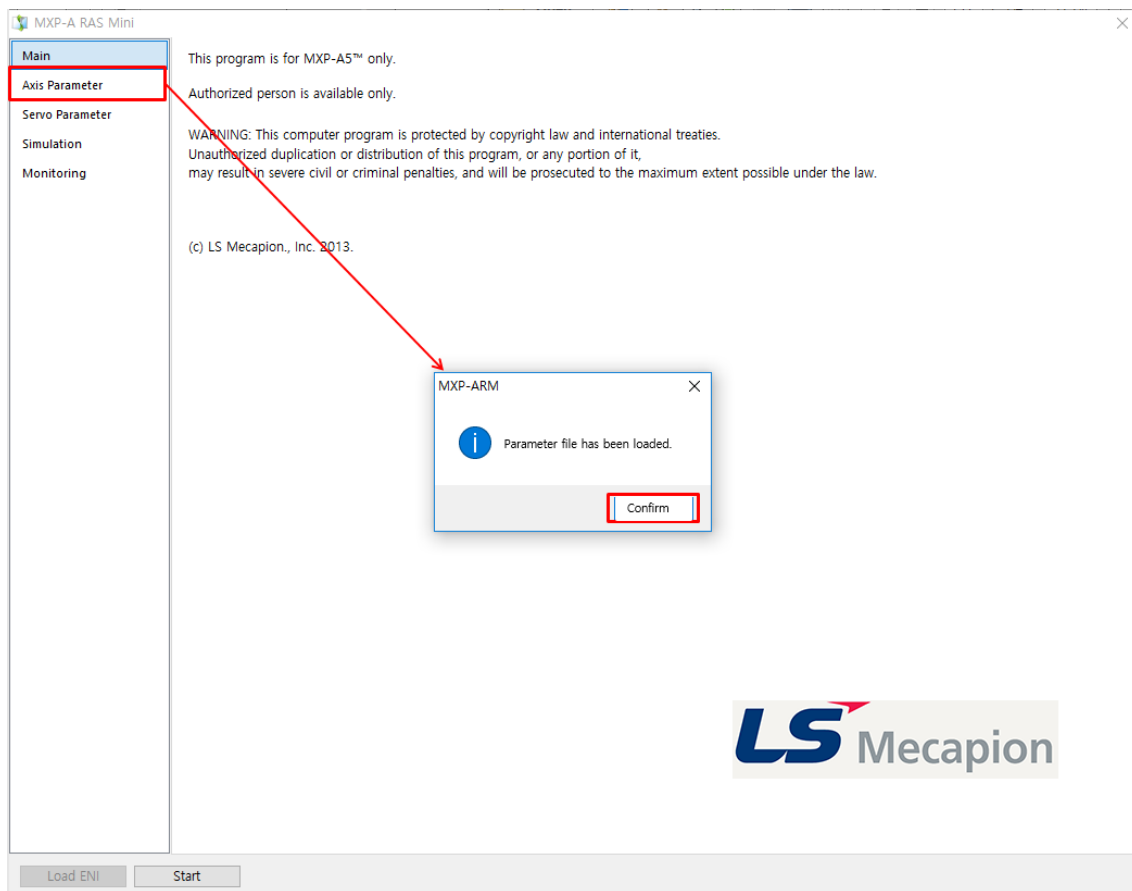 MXP-A RAS Mini
Main
Axis Parameter
Servo Parameter
Simulation
Monitoring
This program is for MXP-A5™ only.
Authorized person is available only.
WARNING: This computer program is protected by copyright law and international treaties.
Unauthorized duplication or distribution of this program, or any portion of it,
may result in severe civil or criminal penalties, and will be prosecuted to the maximum extent possible under the law.
(c) LS Mecapion., Inc. 2013.
MXP-ARM
Parameter file has been loaded.
Confirm
LS Mecapion
Load ENI
Start